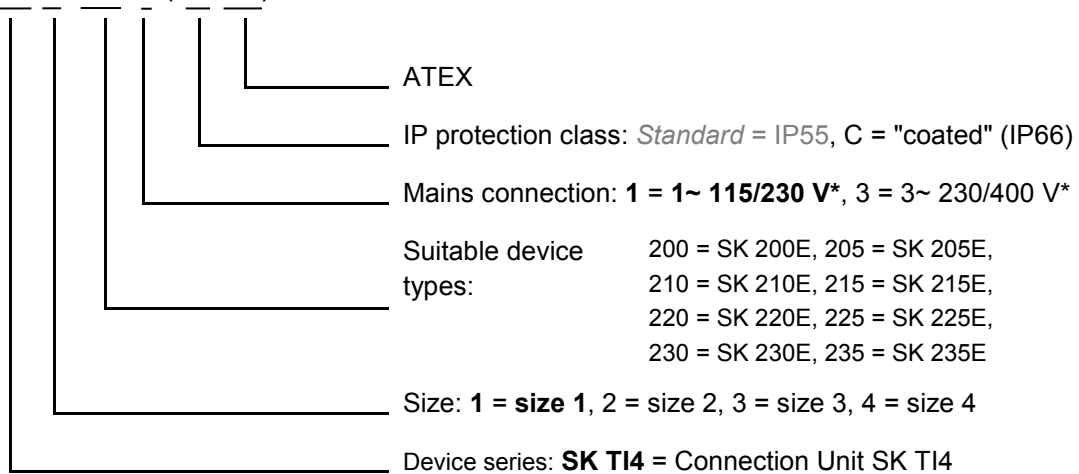 ATEX
IP protection class: Standard = IP55, C = "coated" (IP66)
Mains connection: 1 = 1~ 115/230 V*, 3 = 3~ 230/400 V*
Suitable device types:
200 = SK 200E, 205 = SK 205E,
210 = SK 210E, 215 = SK 215E,
220 = SK 220E, 225 = SK 225E,
230 = SK 230E, 235 = SK 235E
Size: 1 = size 1, 2 = size 2, 3 = size 3, 4 = size 4
Device series: SK TI4 = Connection Unit SK TI4